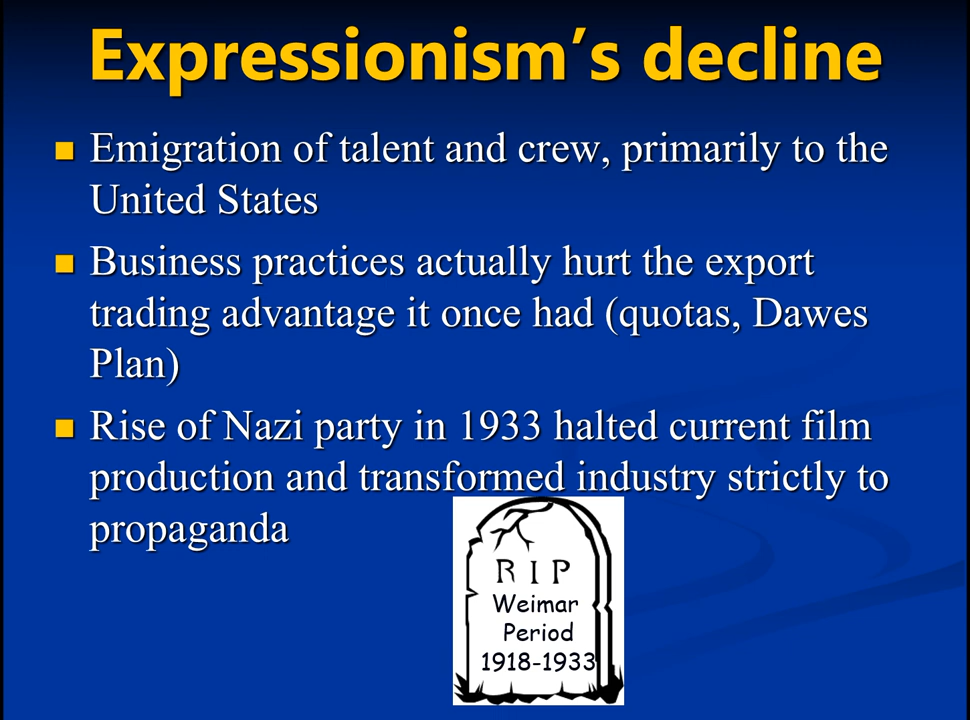 Expressionism's decline
Emigration of talent and crew, primarily to the
United States
Business practices actually hurt the export
trading advantage it once had (quotas, Dawes
Plan)
Rise of Nazi party in 1933 halted current film
production and transformed industry strictly to
propaganda
RIP
Weimar
Period
1918-1933